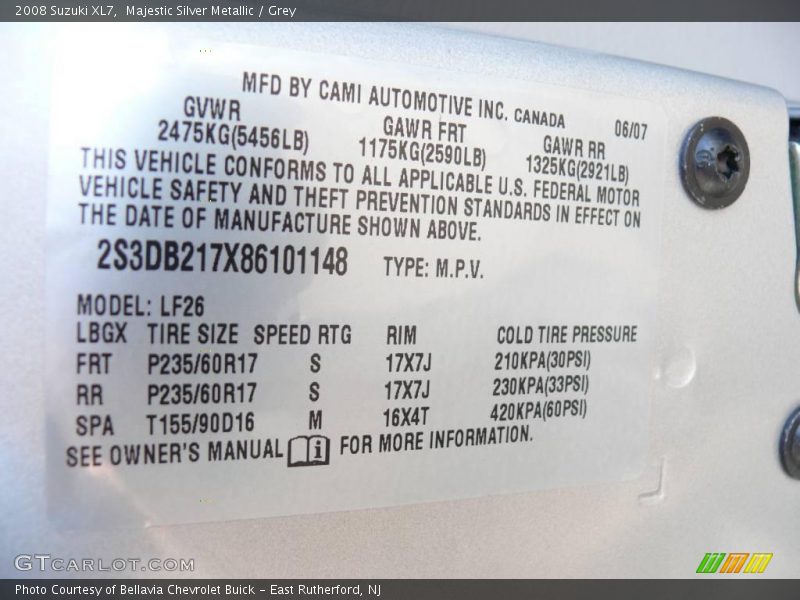 2008 Suzuki XL7,  Majestic Silver Metallic / Grey
MFD BY CAMI AUTOMOTIVE INC. CANADA 06/07
GVWR GAWR FRT GAWR RR
2475KG(5456LB) 1175KG(2590LB) 1325KG(2921LB)
THIS VEHICLE CONFORMS TO ALL APPLICABLE U.S. FEDERAL MOTOR
VEHICLE SAFETY AND THEFT PREVENTION STANDARDS IN EFFECT ON
THE DATE OF MANUFACTURE SHOWN ABOVE.
2S3DB217X86101148 TYPE: M.P.V.
MODEL: LF26
LBGX TIRE SIZE SPEED RTG RIM COLD TIRE PRESSURE
FRT P235/60R17 S 17X7J 210KPA(30PSI)
RR P235/60R17 S 17X7J 230KPA(33PSI)
SPA T155/90D16 M 16X4T 420KPA(60PSI)
SEE OWNER'S MANUAL i FOR MORE INFORMATION.
GTCARLOT.COM
Photo Courtesy of Bellavia Chevrolet Buick - East Rutherford, NJ